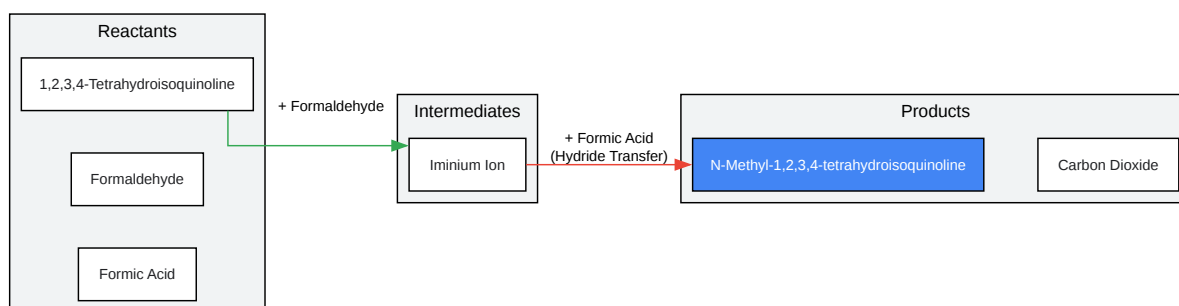 Reactants
1,2,3,4-Tetrahydroisoquinoline
Formaldehyde
Formic Acid
+ Formaldehyde
Intermediates
Iminium Ion
+ Formic Acid
(Hydride Transfer)
Products
N-Methyl-1,2,3,4-tetrahydroisoquinoline
Carbon Dioxide